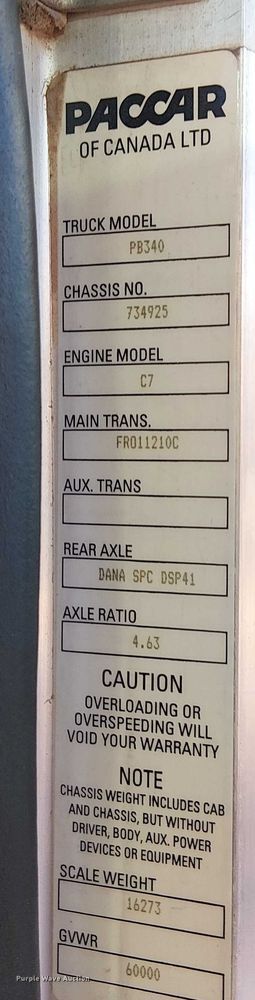 PACCAR
OF CANADA LTD
TRUCK MODEL
PB340
CHASSIS NO.
734925
ENGINE MODEL
C7
MAIN TRANS.
FRO11210C
AUX. TRANS
REAR AXLE
DANA SPC DSP41
AXLE RATIO
4.63
CAUTION
OVERLOADING OR
OVERSPEEDING WILL
VOID YOUR WARRANTY
NOTE
CHASSIS WEIGHT INCLUDES CAB
AND CHASSIS, BUT WITHOUT
DRIVER, BODY, AUX. POWER
DEVICES OR EQUIPMENT
SCALE WEIGHT
16273
GVWR
60000
Purple Wave Auction